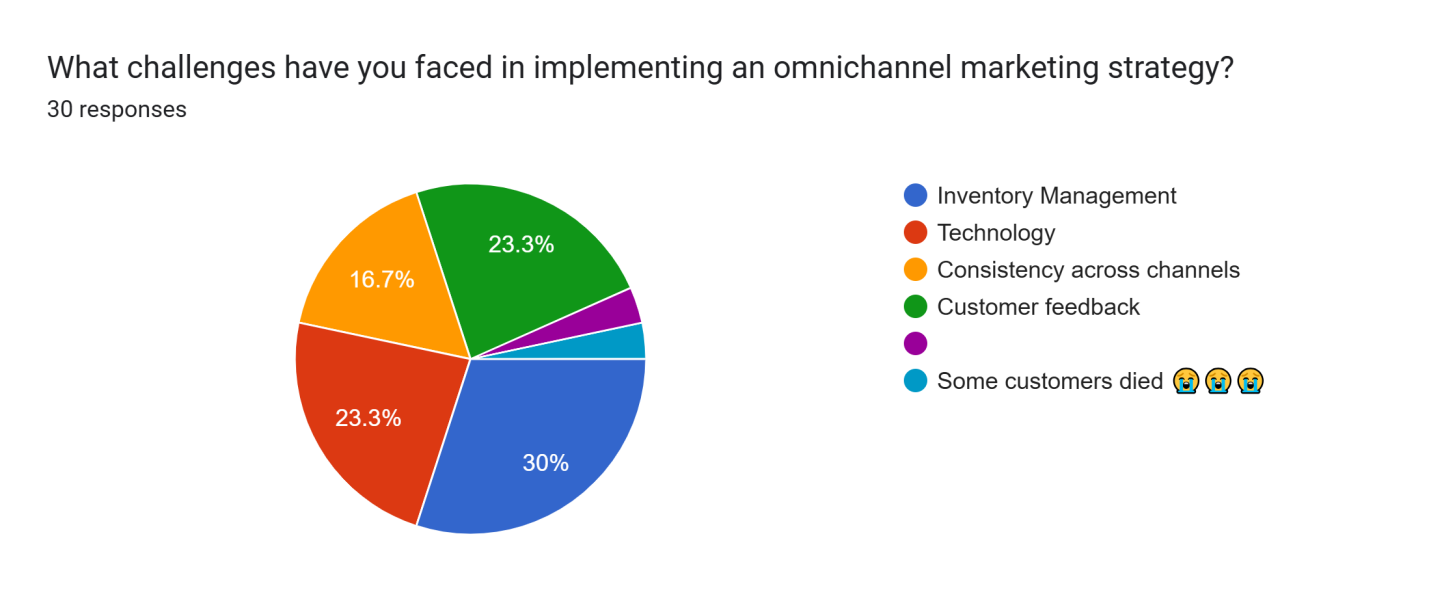 What challenges have you faced in implementing an omnichannel marketing strategy?
30 responses
23.3%
16.7%
23.3%
30%
Inventory Management
Technology
Consistency across channels
Customer feedback
Some customers died 😭😭😭